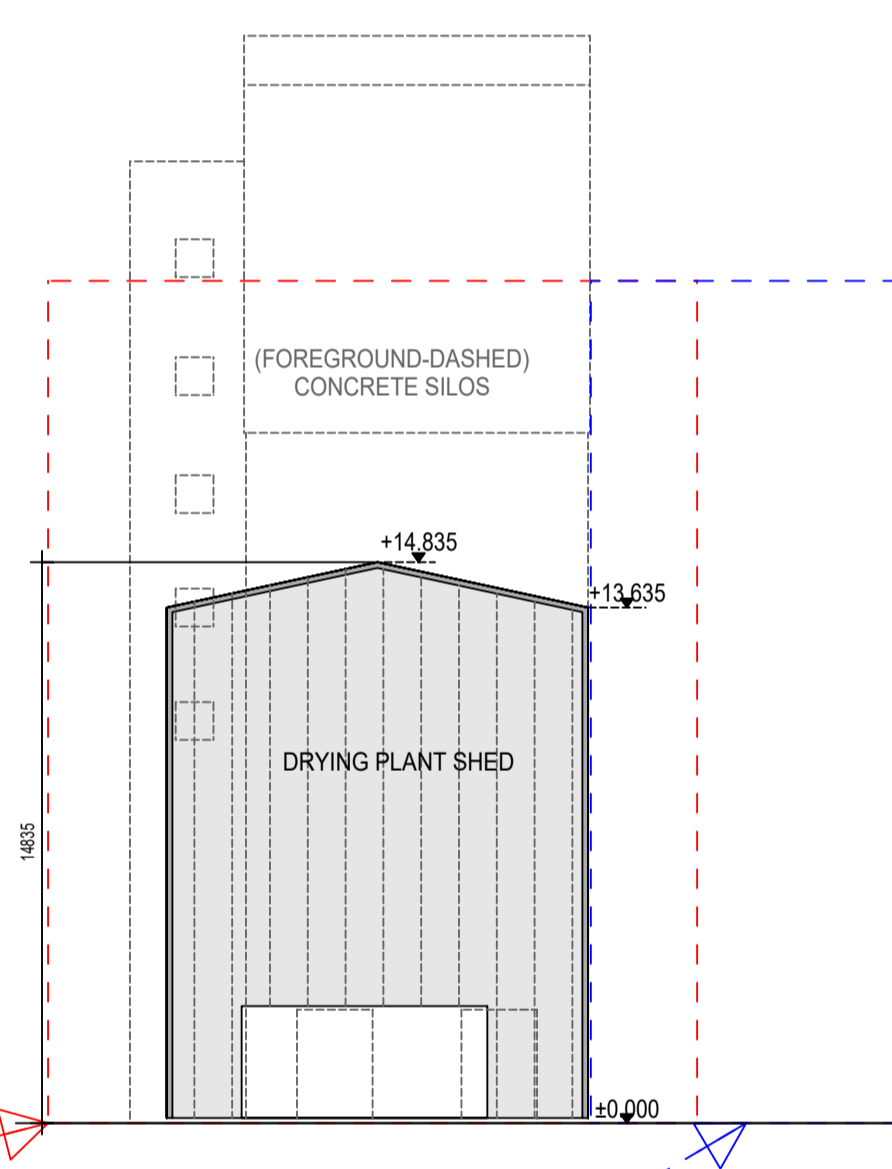 (FOREGROUND-DASHED)
CONCRETE SILOS
+14.835
+13.635
DRYING PLANT SHED
14835
±0.000